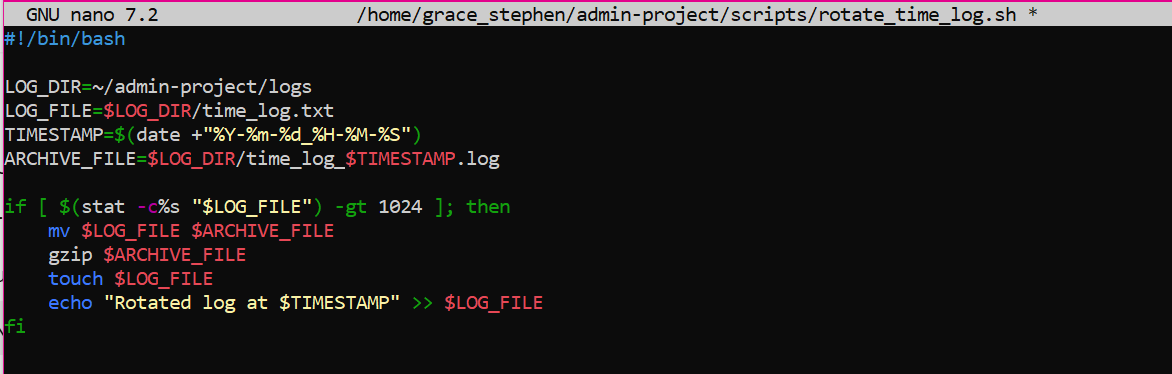 GNU nano 7.2 /home/grace_stephen/admin-project/scripts/rotate_time_log.sh *
#!/bin/bash

LOG_DIR=~/admin-project/logs
LOG_FILE=$LOG_DIR/time_log.txt
TIMESTAMP=$(date +"%Y-%m-%d_%H-%M-%S")
ARCHIVE_FILE=$LOG_DIR/time_log_$TIMESTAMP.log

if [ $(stat -c%s "$LOG_FILE") -gt 1024 ]; then
    mv $LOG_FILE $ARCHIVE_FILE
    gzip $ARCHIVE_FILE
    touch $LOG_FILE
    echo "Rotated log at $TIMESTAMP" >> $LOG_FILE
fi